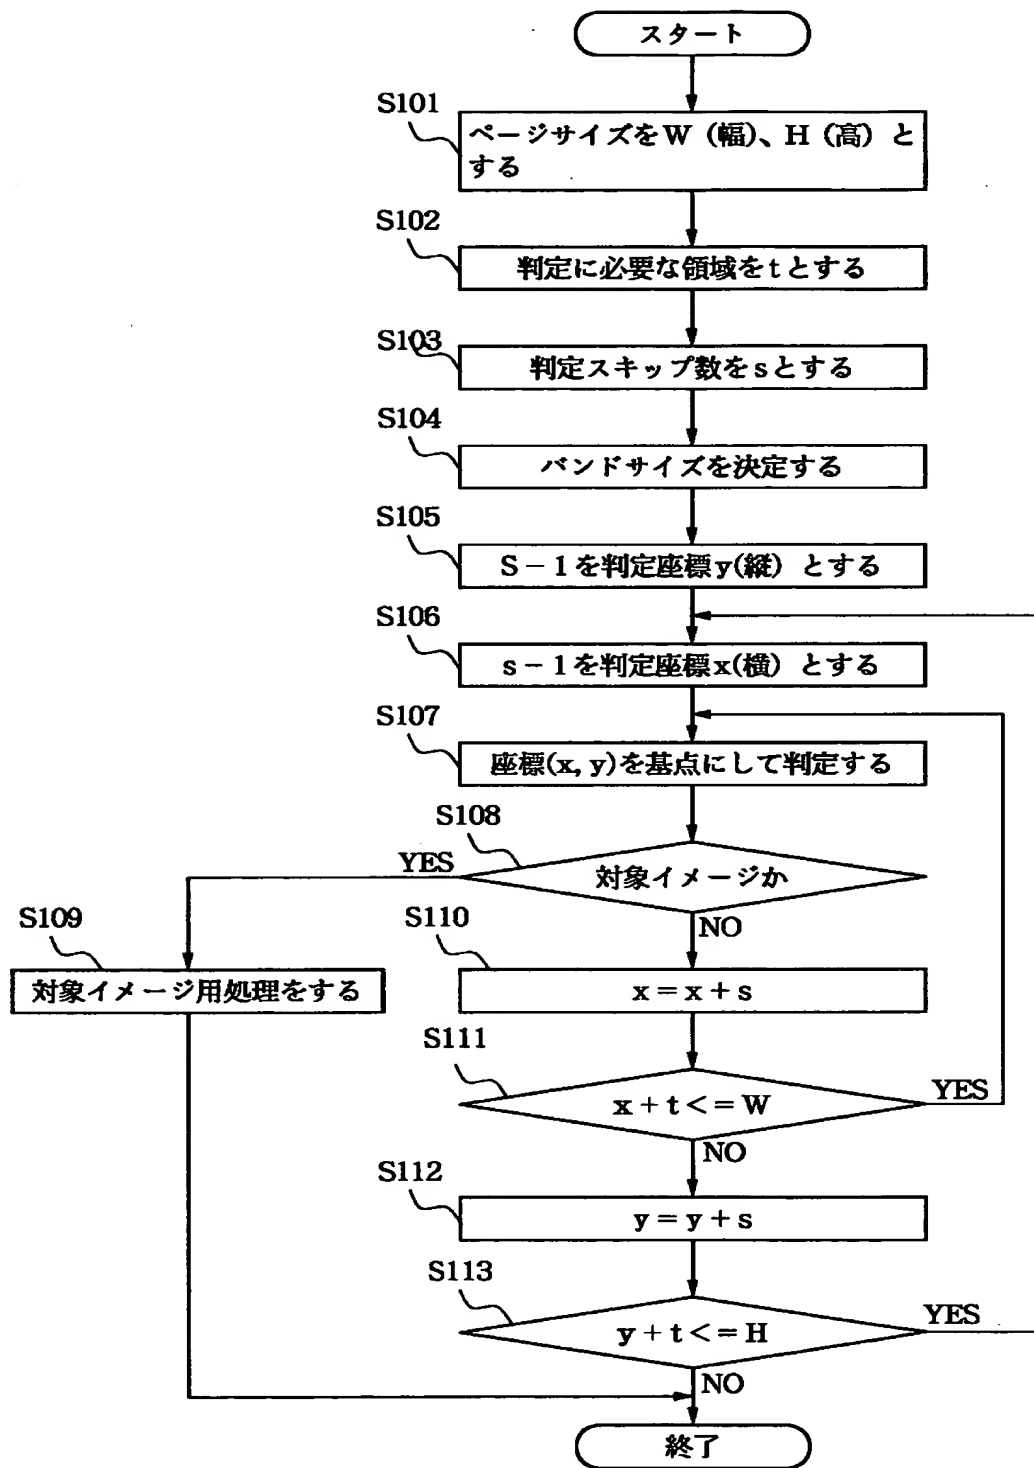 スタート
S101
ページサイズをW（幅）、H（高）と
する
S102
判定に必要な領域をtとする
S103
判定スキップ数をsとする
S104
バンドサイズを決定する
S105
S－1を判定座標y(縦）とする
S106
s－1を判定座標x(横）とする
S107
座標(x, y)を基点にして判定する
S108
YES
対象イメージか
NO
S109
対象イメージ用処理をする
S110
x＝x＋s
S111
x＋t＜＝W
YES
NO
S112
y＝y＋s
S113
y＋t＜＝H
YES
NO
終了